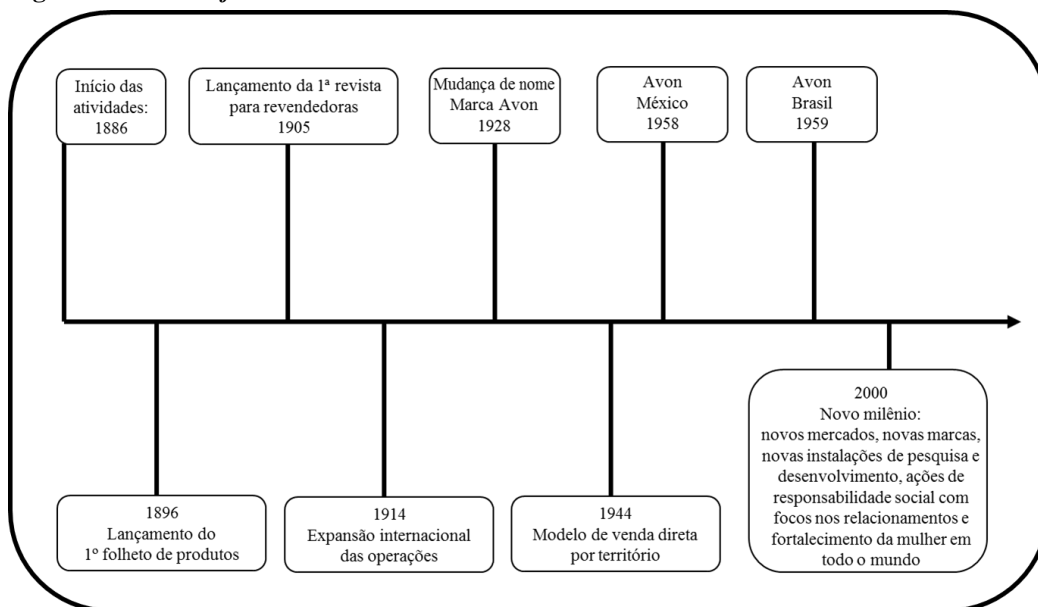 Início das
atividades:
1886
Lançamento da 1ª revista
para revendedoras
1905
Mudança de nome
Marca Avon
1928
Avon
México
1958
Avon
Brasil
1959
1896
Lançamento do
1º folheto de produtos
1914
Expansão internacional
das operações
1944
Modelo de venda direta
por território
2000
Novo milênio:
novos mercados, novas marcas,
novas instalações de pesquisa e
desenvolvimento, ações de
responsabilidade social com
focos nos relacionamentos e
fortalecimento da mulher em
todo o mundo